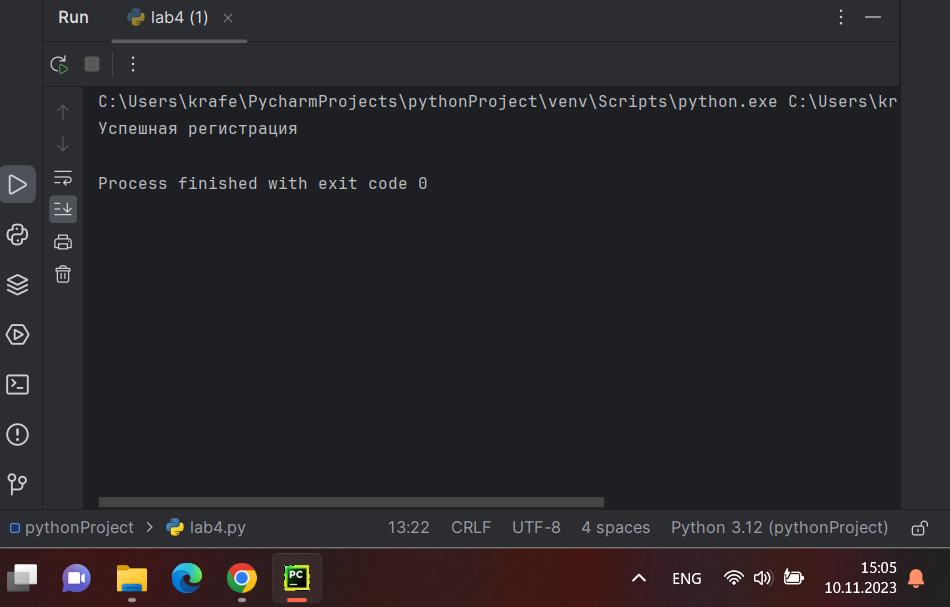 Run lab4 (1)
C:\Users\krafe\PycharmProjects\pythonProject\venv\Scripts\python.exe C:\Users\kr
Успешная регистрация
Process finished with exit code 0
pythonProject > lab4.py 13:22 CRLF UTF-8 4 spaces Python 3.12 (pythonProject)
PC ENG 15:05
10.11.2023